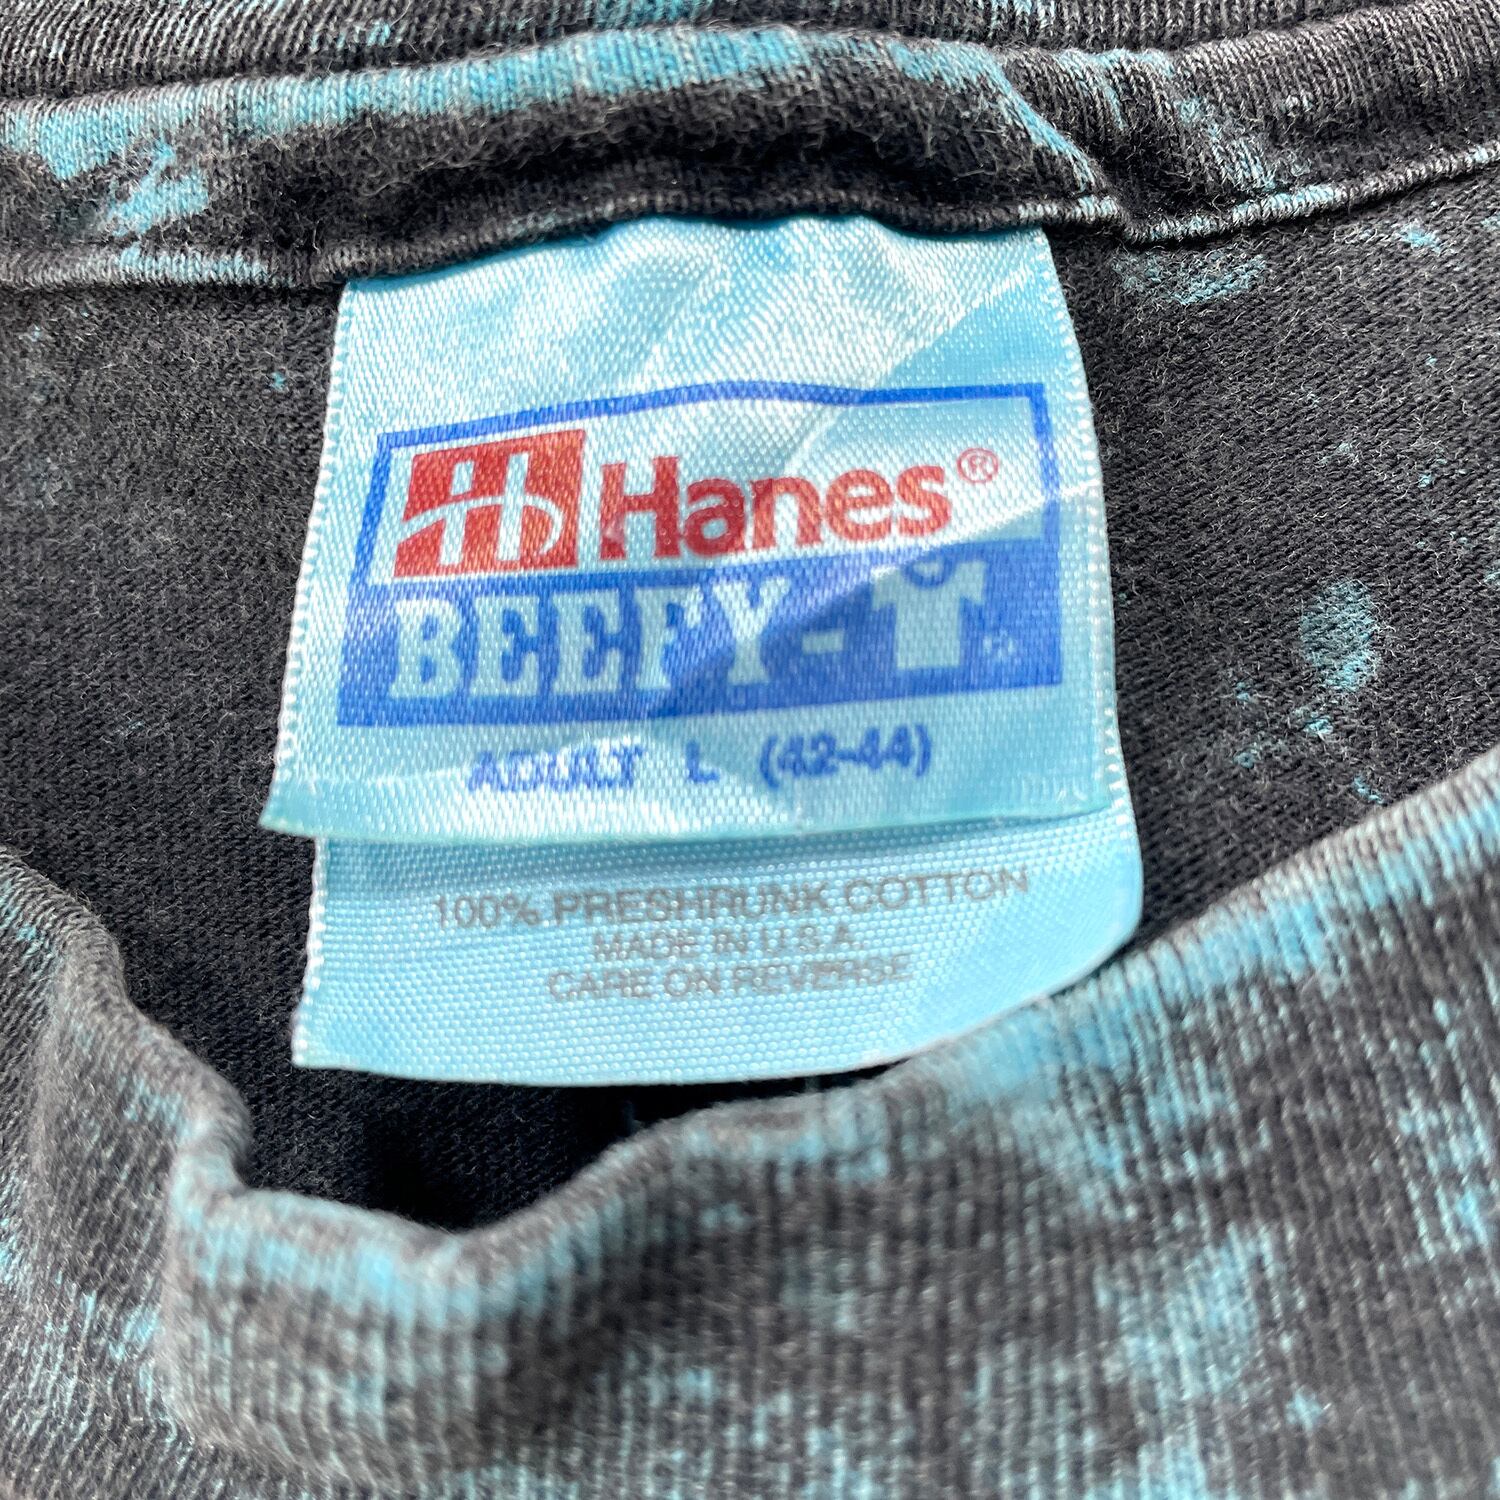 Hanes®
BEEFY-T
ADULT L (42-44)
100% PRESHRUNK COTTON
MADE IN U.S.A.
CARE ON REVERSE